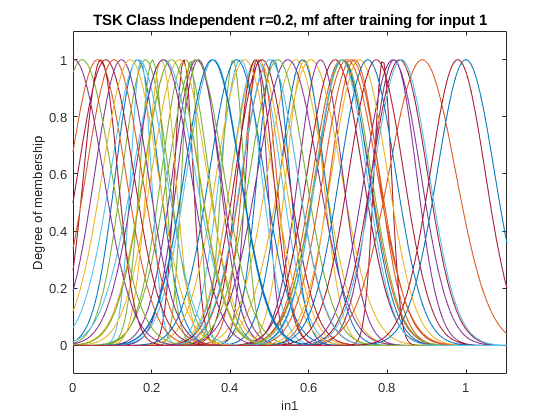 TSK Class Independent r=0.2, mf after training for input 1
1
0.8
0.6
0.4
0.2
0
Degree of membership
0 0.2 0.4 0.6 0.8 1
in1